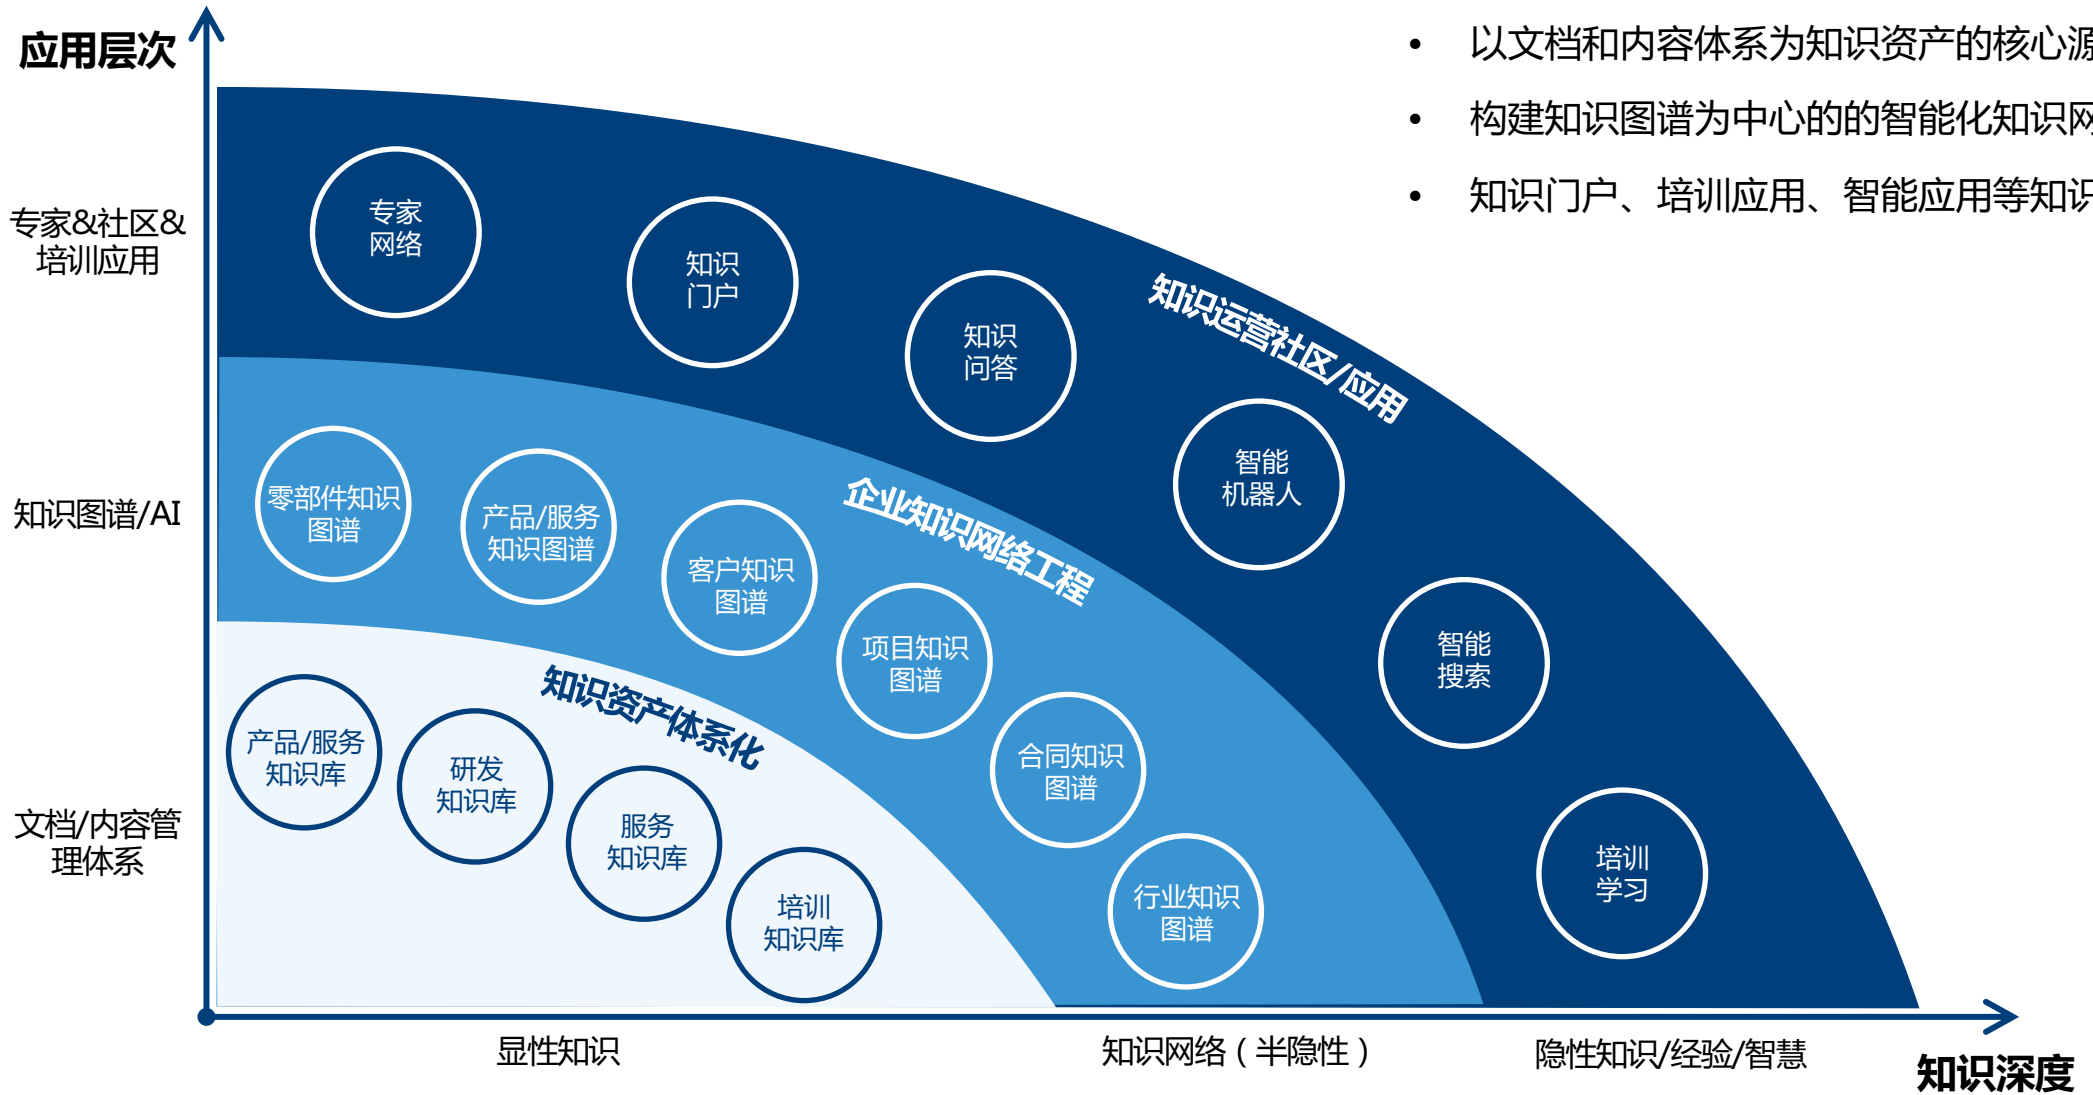 应用层次
• 以文档和内容体系为知识资产的核心源
• 构建知识图谱为中心的的智能化知识网
• 知识门户、培训应用、智能应用等知识
专家&社区&
培训应用
专家
网络
知识
门户
知识
问答
知识运营社区/应用
智能
机器人
智能
搜索
培训
学习
知识图谱/AI
零部件知识
图谱
产品/服务
知识图谱
客户知识
图谱
企业知识网络工程
项目知识
图谱
合同知识
图谱
行业知识
图谱
文档/内容管
理体系
知识资产体系化
产品/服务
知识库
研发
知识库
服务
知识库
培训
知识库
显性知识
知识网络（半隐性）
隐性知识/经验/智慧
知识深度